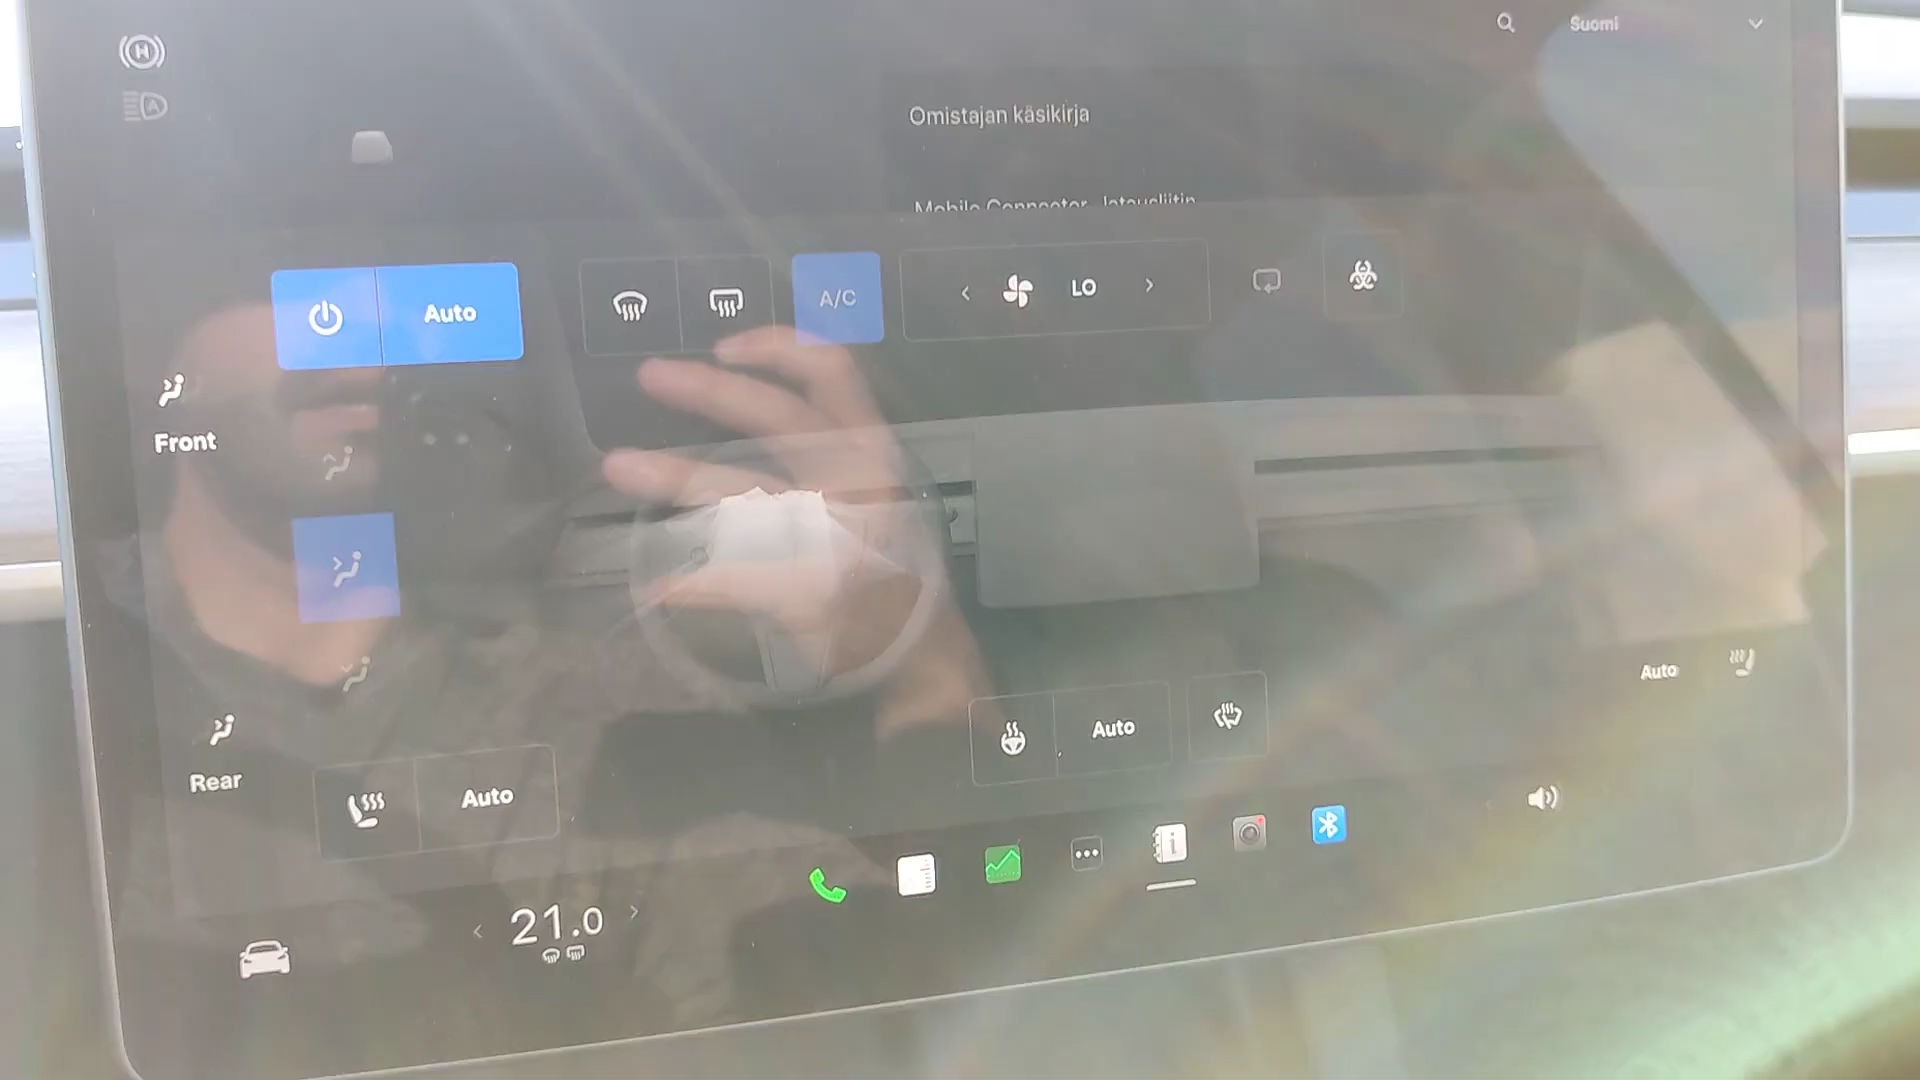 Suomi
Omistajan käsikirja
Mobile Connector, latausliitin
Auto
A/C
LO
Front
Auto
Auto
Rear
Auto
21.0